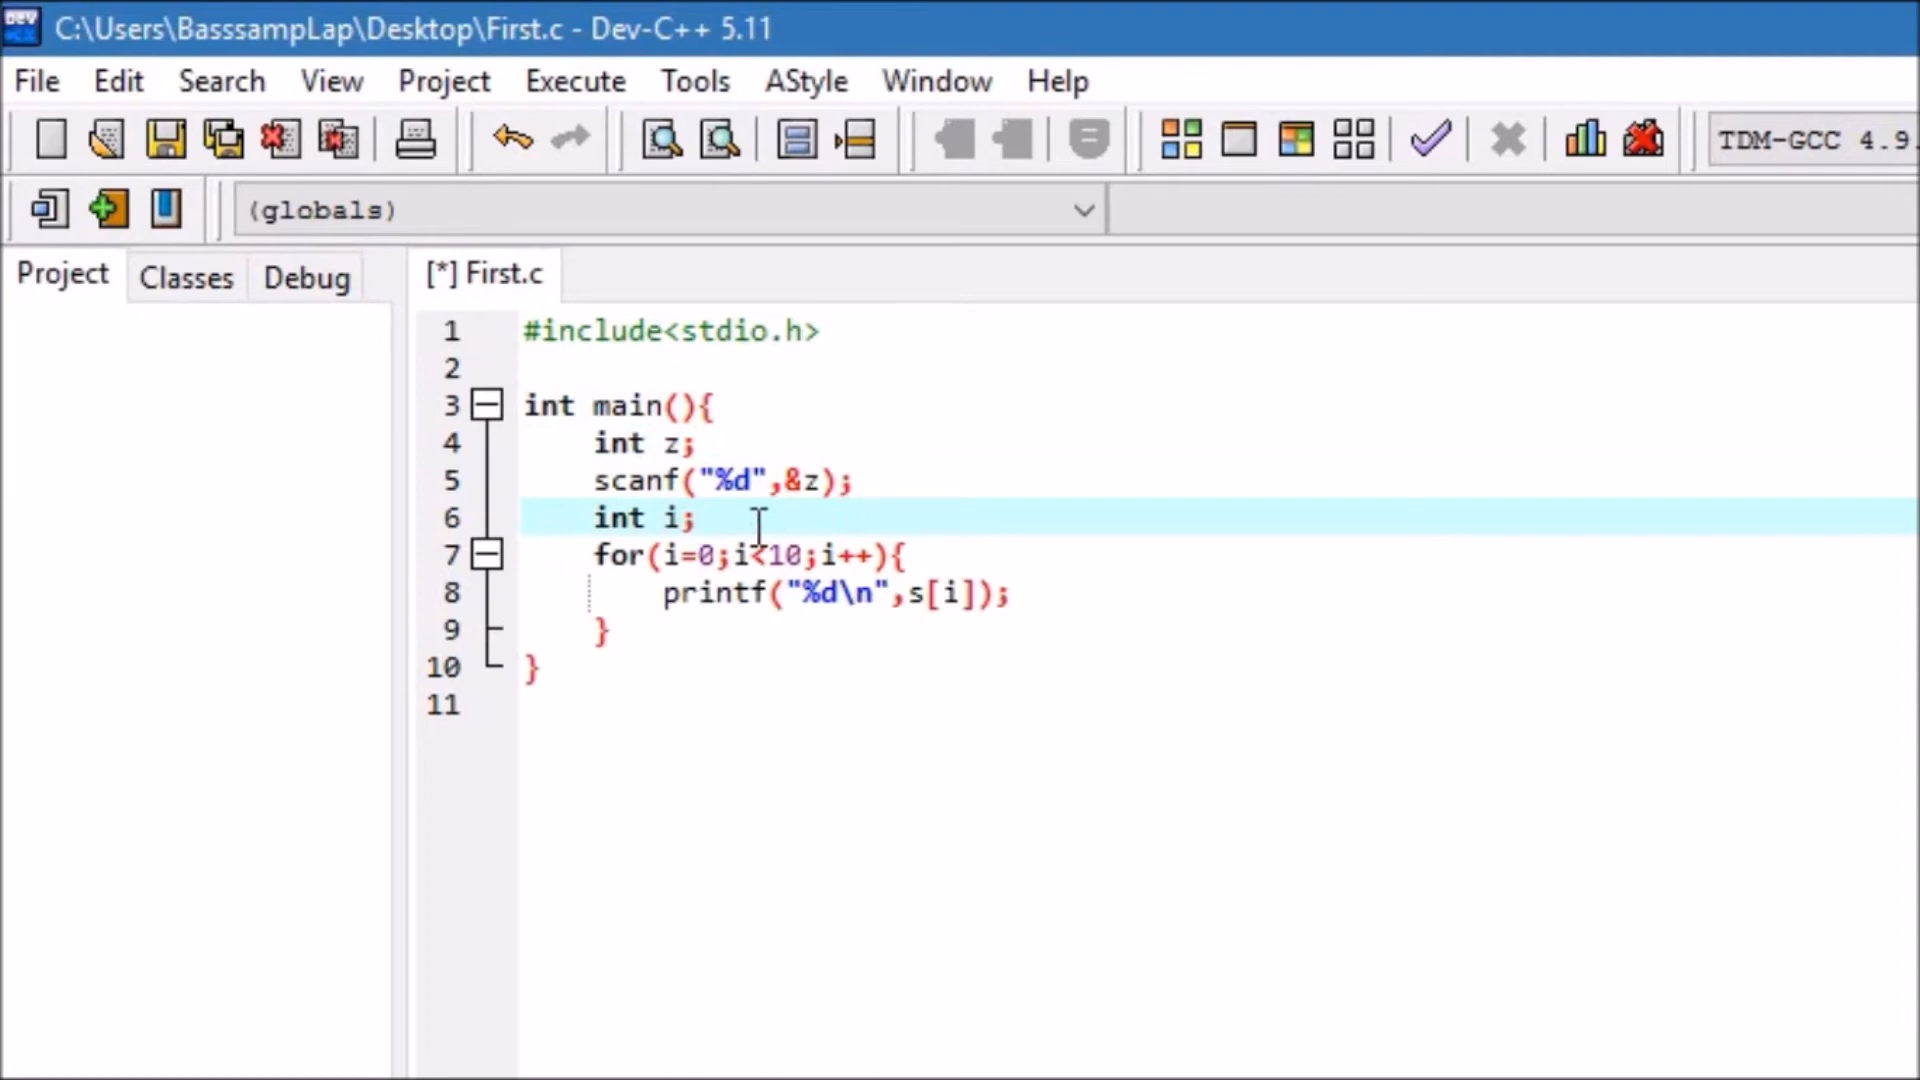 DEV
C:\Users\BasssampLap\Desktop\First.c - Dev-C++ 5.11
File Edit Search View Project Execute Tools AStyle Window Help
TDM-GCC 4.9.
(globals)
Project Classes Debug
[*] First.c
1 #include<stdio.h>
2
3 int main(){
4 int z;
5 scanf("%d",&z);
6 int i;
7 for(i=0;i<10;i++){
8 printf("%d\n",s[i]);
9 }
10 }
11